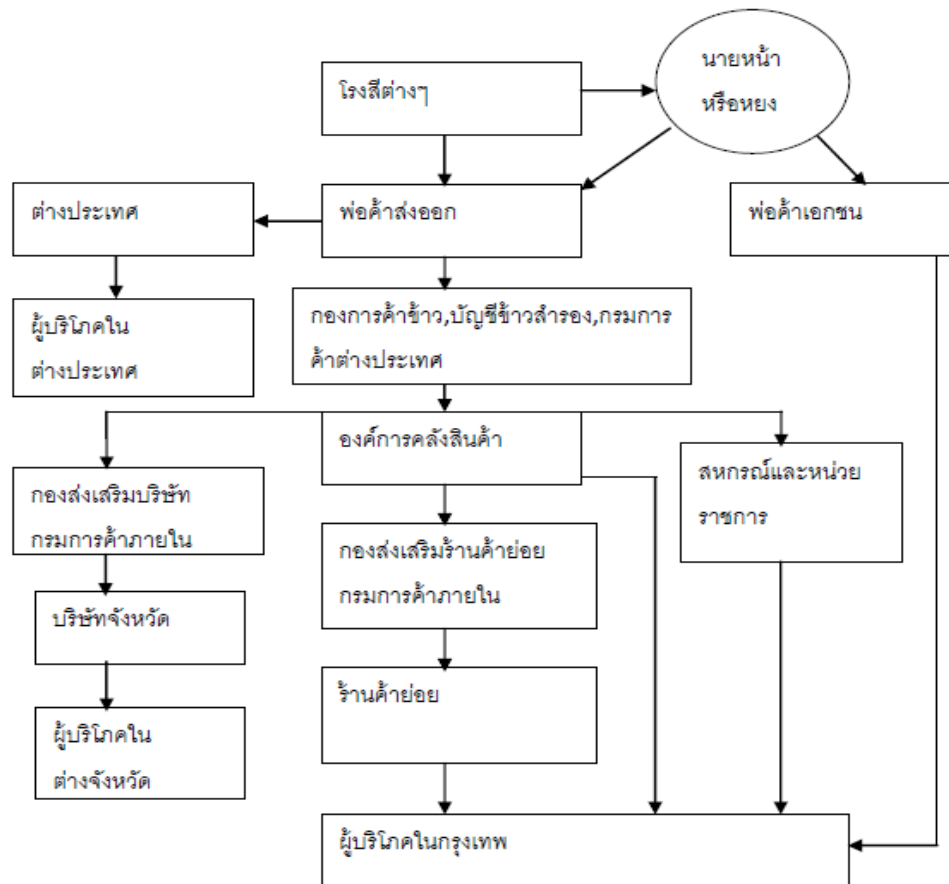 นายหน้า
หรือหยง
โรงสีต่างๆ
ต่างประเทศ
พ่อค้าส่งออก
พ่อค้าเอกชน
ผู้บริโภคใน
ต่างประเทศ
กองการค้าข้าว,บัญชีข้าวสำรอง,กรมการ
ค้าต่างประเทศ
องค์การคลังสินค้า
สหกรณ์และหน่วย
ราชการ
กองส่งเสริมบริษัท
กรมการค้าภายใน
กองส่งเสริมร้านค้าย่อย
กรมการค้าภายใน
บริษัทจังหวัด
ร้านค้าย่อย
ผู้บริโภคใน
ต่างจังหวัด
ผู้บริโภคในกรุงเทพ